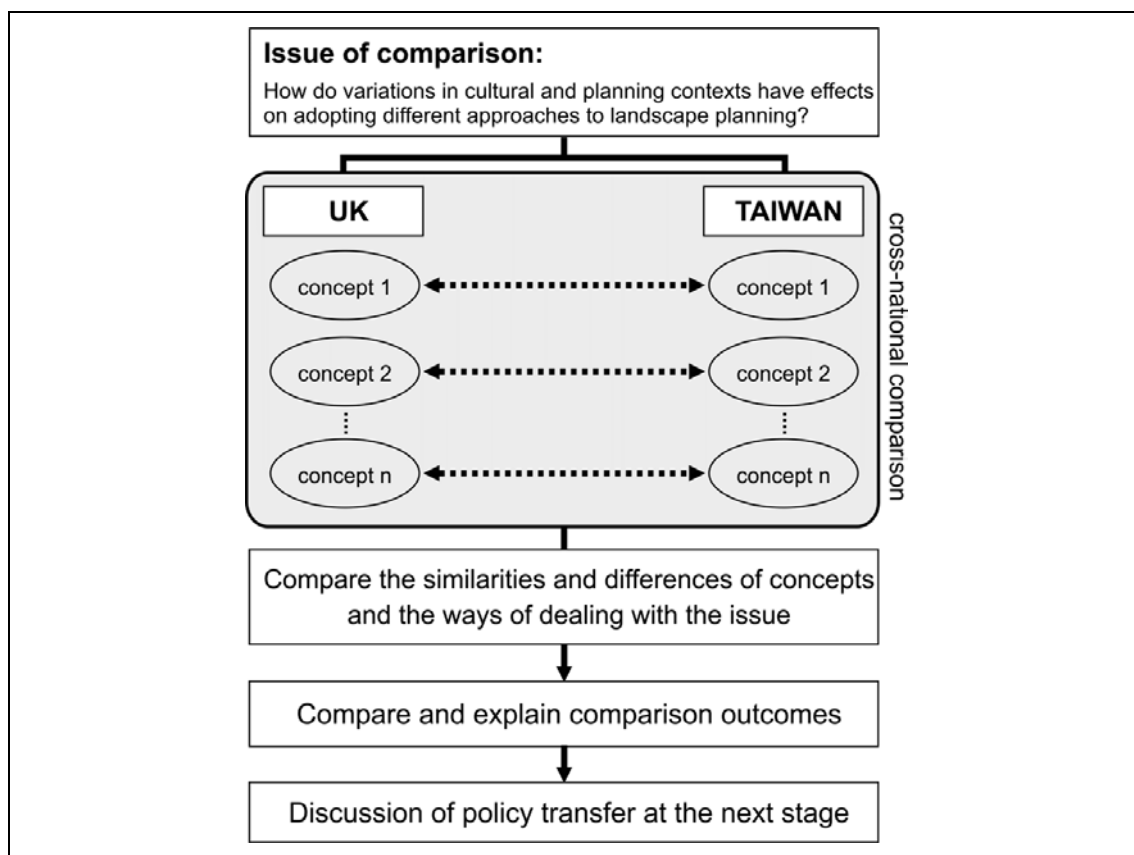 Issue of comparison:
How do variations in cultural and planning contexts have effects
on adopting different approaches to landscape planning?
UK
TAIWAN
concept 1
concept 1
concept 2
concept 2
concept n
concept n
cross-national comparison
Compare the similarities and differences of concepts
and the ways of dealing with the issue
Compare and explain comparison outcomes
Discussion of policy transfer at the next stage